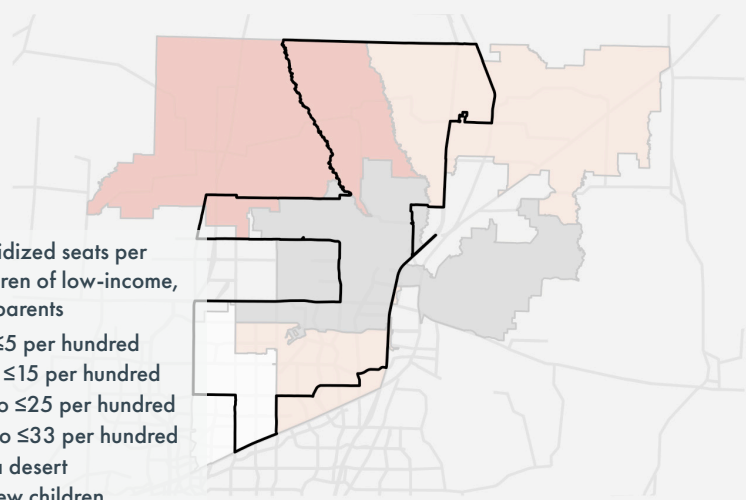 idized seats per
ren of low-income,
parents
≤5 per hundred
≤15 per hundred
o ≤25 per hundred
o ≤33 per hundred
desert
ew children